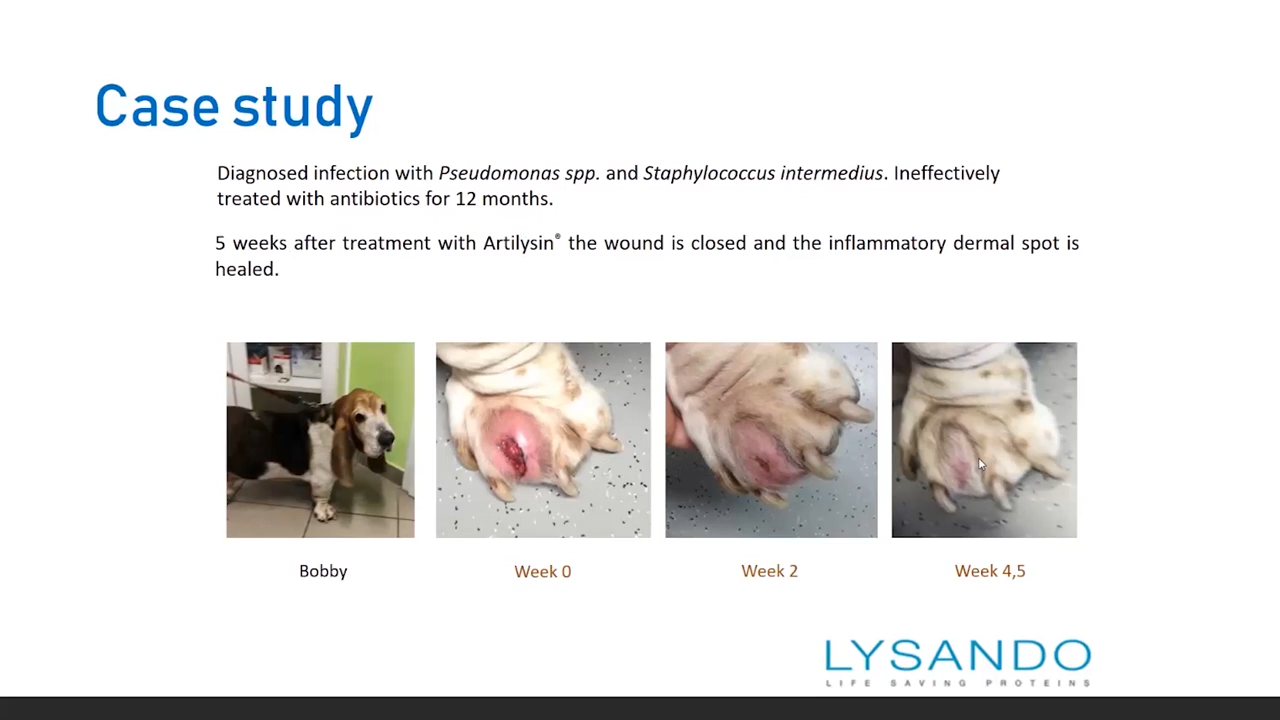 Case study
Diagnosed infection with Pseudomonas spp. and Staphylococcus intermedius. Ineffectively
treated with antibiotics for 12 months.
5 weeks after treatment with Artilysin® the wound is closed and the inflammatory dermal spot is
healed.
Bobby
Week 0
Week 2
Week 4,5
LYSANDO
LIFE SAVING PROTEINS